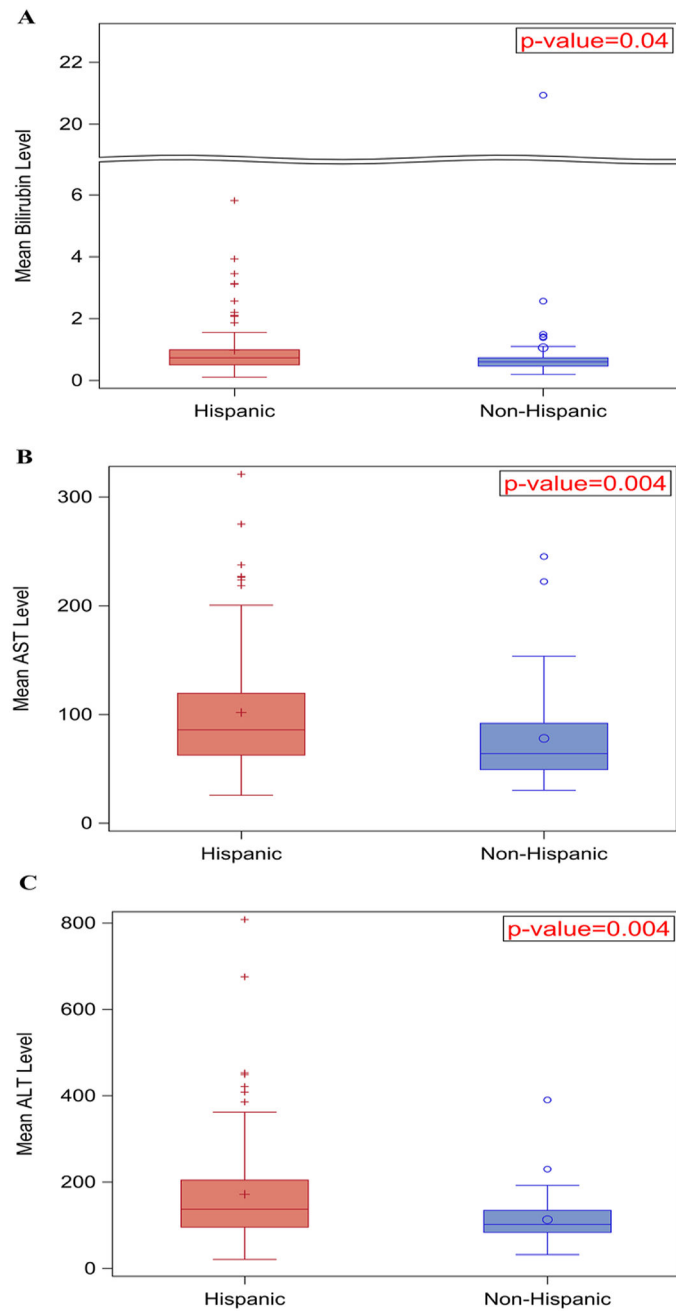 A
p-value=0.04
22
20
6
4
2
0
Mean Bilirubin Level
Hispanic Non-Hispanic
B
p-value=0.004
300
200
100
0
Mean AST Level
Hispanic Non-Hispanic
C
p-value=0.004
800
600
400
200
0
Mean ALT Level
Hispanic Non-Hispanic